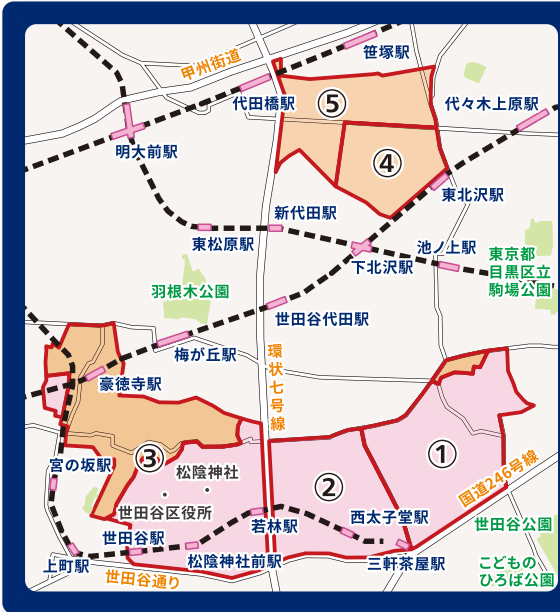 笹塚駅
甲州街道
代田橋駅
⑤
代々木上原駅
明大前駅
④
東北沢駅
新代田駅
東松原駅
池ノ上駅
下北沢駅
東京都
目黒区立
駒場公園
羽根木公園
世田谷代田駅
梅が丘駅
環状七号線
豪徳寺駅
③
宮の坂駅
松陰神社
世田谷区役所
②
①
国道246号線
若林駅
西太子堂駅
世田谷公園
世田谷駅
松陰神社前駅
三軒茶屋駅
上町駅
世田谷通り
こどもの
ひろば公園